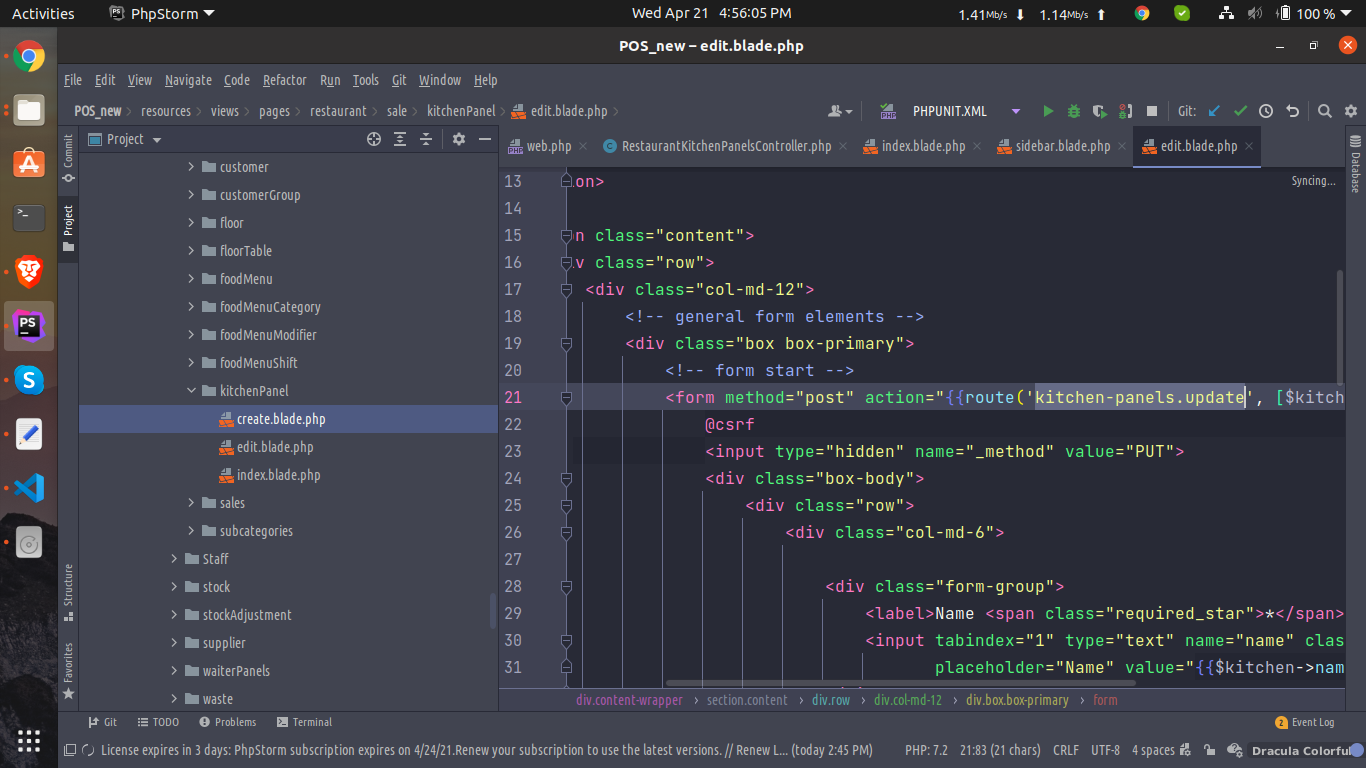 Activities PhpStorm Wed Apr 21 4:56:05 PM 1.41Mb/s 1.14Mb/s 100 %
POS_new – edit.blade.php
File Edit View Navigate Code Refactor Run Tools Git Window Help
POS_new resources views pages restaurant sale kitchenPanel edit.blade.php PHPUNIT.XML Git:
Project web.php RestaurantKitchenPanelsController.php index.blade.php sidebar.blade.php edit.blade.php
Commit
Project
Structure
Favorites
Database
customer
customerGroup
floor
floorTable
foodMenu
foodMenuCategory
foodMenuModifier
foodMenuShift
kitchenPanel
create.blade.php
edit.blade.php
index.blade.php
sales
subcategories
Staff
stock
stockAdjustment
supplier
waiterPanels
waste
Syncing...
13 on>
14
15 n class="content">
16 v class="row">
17 <div class="col-md-12">
18 <!-- general form elements -->
19 <div class="box box-primary">
20 <!-- form start -->
21 <form method="post" action="{{route('kitchen-panels.update', [$kitch
22 @csrf
23 <input type="hidden" name="_method" value="PUT">
24 <div class="box-body">
25 <div class="row">
26 <div class="col-md-6">
27
28 <div class="form-group">
29 <label>Name <span class="required_star">*</span>
30 <input tabindex="1" type="text" name="name" clas
31 placeholder="Name" value="{{$kitchen->nam
div.content-wrapper › section.content › div.row › div.col-md-12 › div.box.box-primary › form
Git TODO Problems Terminal 2 Event Log
License expires in 3 days: PhpStorm subscription expires on 4/24/21.Renew your subscription to use the latest versions. // Renew L... (today 2:45 PM) PHP: 7.2 21:83 (21 chars) CRLF UTF-8 4 spaces Dracula Colorful